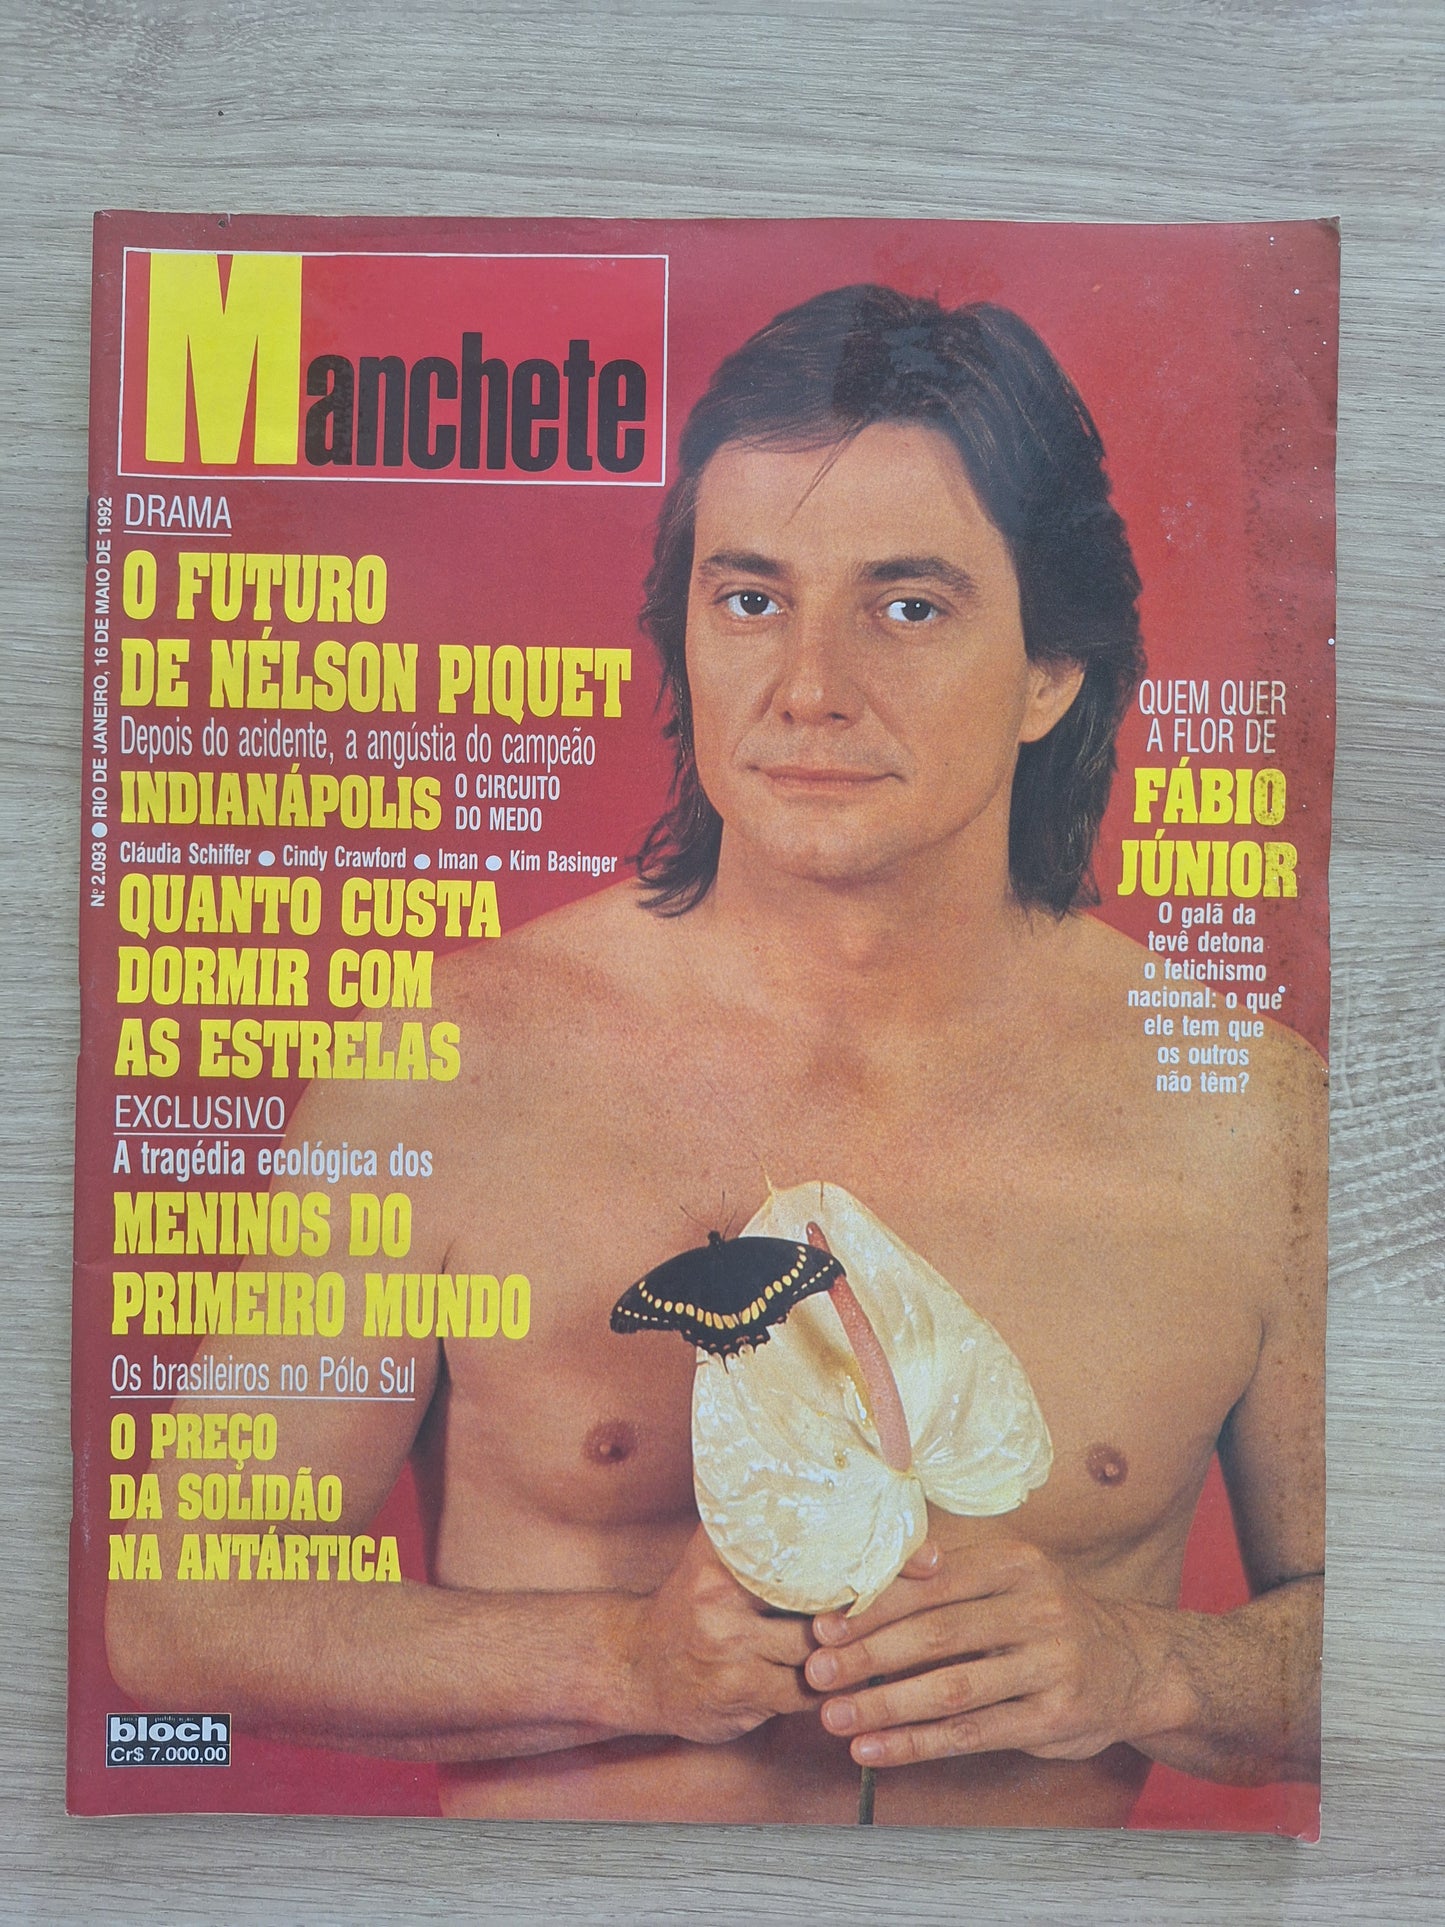 Manchete
Nº 2.093 ● RIO DE JANEIRO, 16 DE MAIO DE 1992
DRAMA
O FUTURO
DE NÉLSON PIQUET
Depois do acidente, a angústia do campeão
INDIANÁPOLIS O CIRCUITO
DO MEDO
Cláudia Schiffer ● Cindy Crawford ● Iman ● Kim Basinger
QUANTO CUSTA
DORMIR COM
AS ESTRELAS
EXCLUSIVO
A tragédia ecológica dos
MENINOS DO
PRIMEIRO MUNDO
Os brasileiros no Pólo Sul
O PREÇO
DA SOLIDÃO
NA ANTÁRTICA
QUEM QUER
A FLOR DE
FÁBIO
JÚNIOR
O galã da
tevê detona
o fetichismo
nacional: o que
ele tem que
os outros
não têm?
bloch
Cr$ 7.000,00